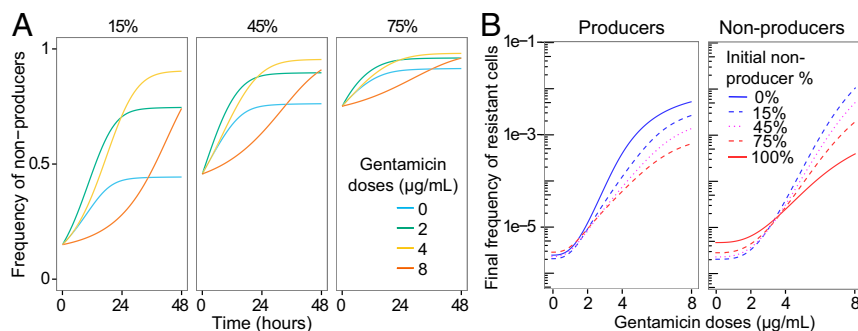 A
15%
45%
75%
Frequency of non-producers
1
0.5
0
0 24 48
0 24 48
0 24 48
Time (hours)
Gentamicin
doses (µg/mL)
0
2
4
8
B
Producers
Non-producers
Final frequency of resistant cells
1e-1
1e-3
1e-5
Initial non-
producer %
0%
15%
45%
75%
100%
0 2 4 8
0 2 4 8
Gentamicin doses (µg/mL)